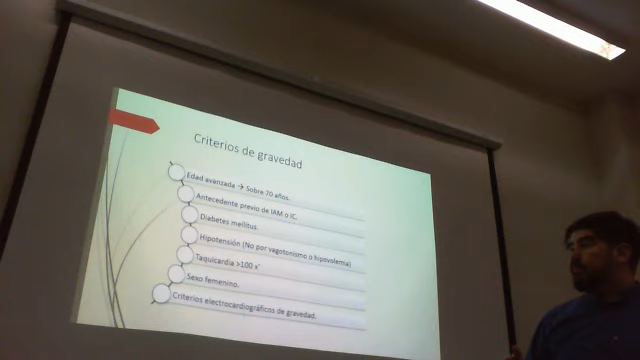 Criterios de gravedad
Edad avanzada → Sobre 70 años.
Antecedente previo de IAM o IC.
Diabetes mellitus.
Hipotensión (No por vagotonismo o hipovolemia)
Taquicardia >100 x'
Sexo femenino.
Criterios electrocardiográficos de gravedad.